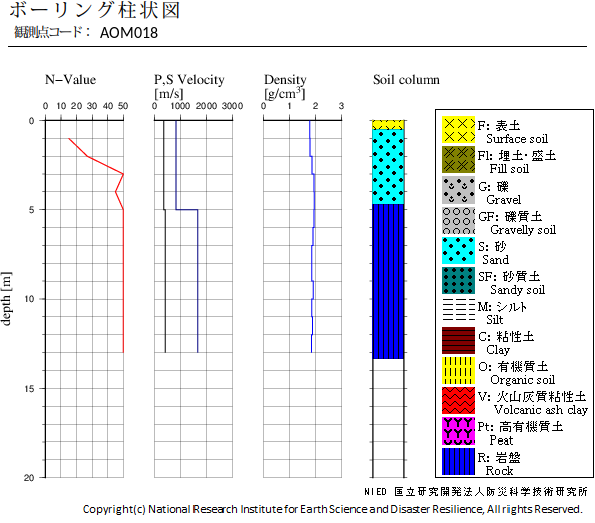 ボーリング柱状図
観測点コード： AOM018
N-Value P,S Velocity Density Soil column
[m/s] [g/cm3]
0 10 20 30 40 50 0 1000 2000 3000 0 1 2 3
0
5
10
15
20
depth [m]
F: 表土
Surface soil
Fl: 埋土・盛土
Fill soil
G: 礫
Gravel
GF: 礫質土
Gravelly soil
S: 砂
Sand
SF: 砂質土
Sandy soil
M: シルト
Silt
C: 粘性土
Clay
O: 有機質土
Organic soil
V: 火山灰質粘性土
Volcanic ash clay
Pt: 高有機質土
Peat
R: 岩盤
Rock
NIED 国立研究開発法人防災科学技術研究所
Copyright(c) National Research Institute for Earth Science and Disaster Resilience, All rights Reserved.